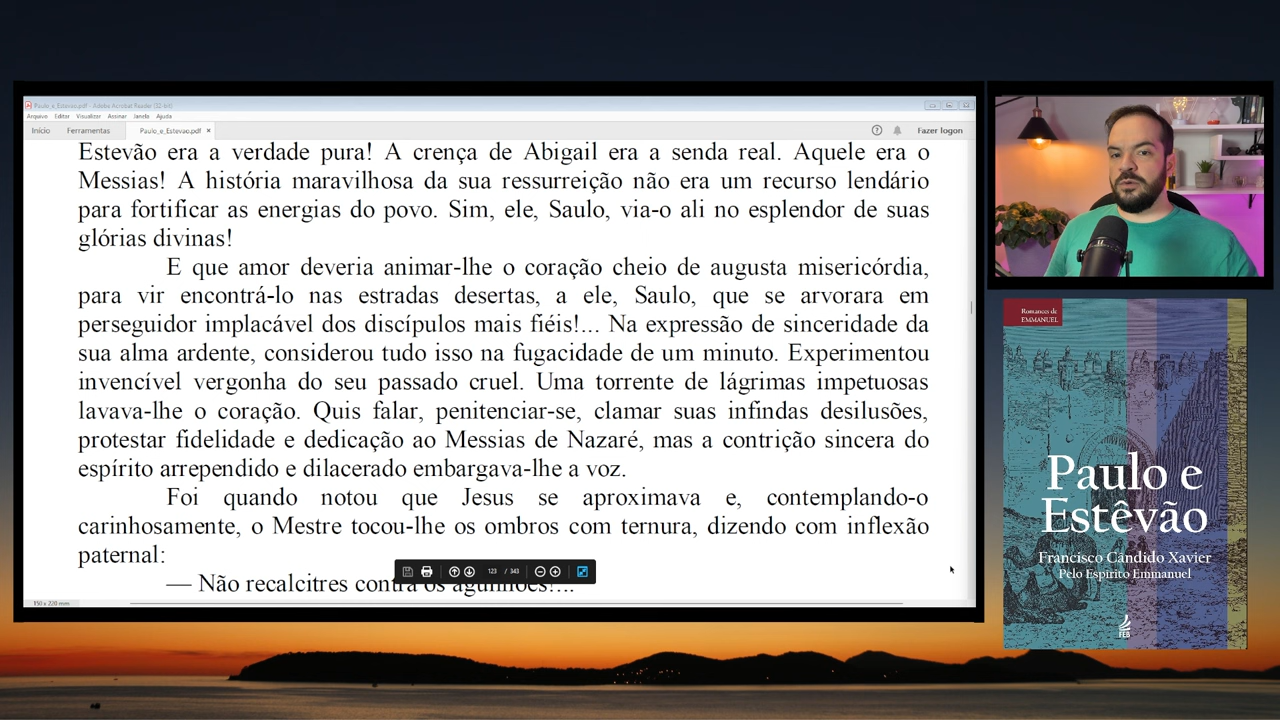 Paulo_e_Estevao.pdf - Adobe Acrobat Reader (32-bit)
Arquivo Editar Visualizar Assinar Janela Ajuda
Início Ferramentas Paulo_e_Estevao.pdf × Fazer logon
Estevão era a verdade pura! A crença de Abigail era a senda real. Aquele era o
Messias! A história maravilhosa da sua ressurreição não era um recurso lendário
para fortificar as energias do povo. Sim, ele, Saulo, via-o ali no esplendor de suas
glórias divinas!
E que amor deveria animar-lhe o coração cheio de augusta misericórdia,
para vir encontrá-lo nas estradas desertas, a ele, Saulo, que se arvorara em
perseguidor implacável dos discípulos mais fiéis!... Na expressão de sinceridade da
sua alma ardente, considerou tudo isso na fugacidade de um minuto. Experimentou
invencível vergonha do seu passado cruel. Uma torrente de lágrimas impetuosas
lavava-lhe o coração. Quis falar, penitenciar-se, clamar suas infindas desilusões,
protestar fidelidade e dedicação ao Messias de Nazaré, mas a contrição sincera do
espírito arrependido e dilacerado embargava-lhe a voz.
Foi quando notou que Jesus se aproximava e, contemplando-o
carinhosamente, o Mestre tocou-lhe os ombros com ternura, dizendo com inflexão
paternal:
— Não recalcitres contra os aguilhões!...
123 / 343
150 x 220 mm
Romances de
EMMANUEL
Paulo e
Estêvão
Francisco Cândido Xavier
Pelo Espírito Emmanuel
FEB